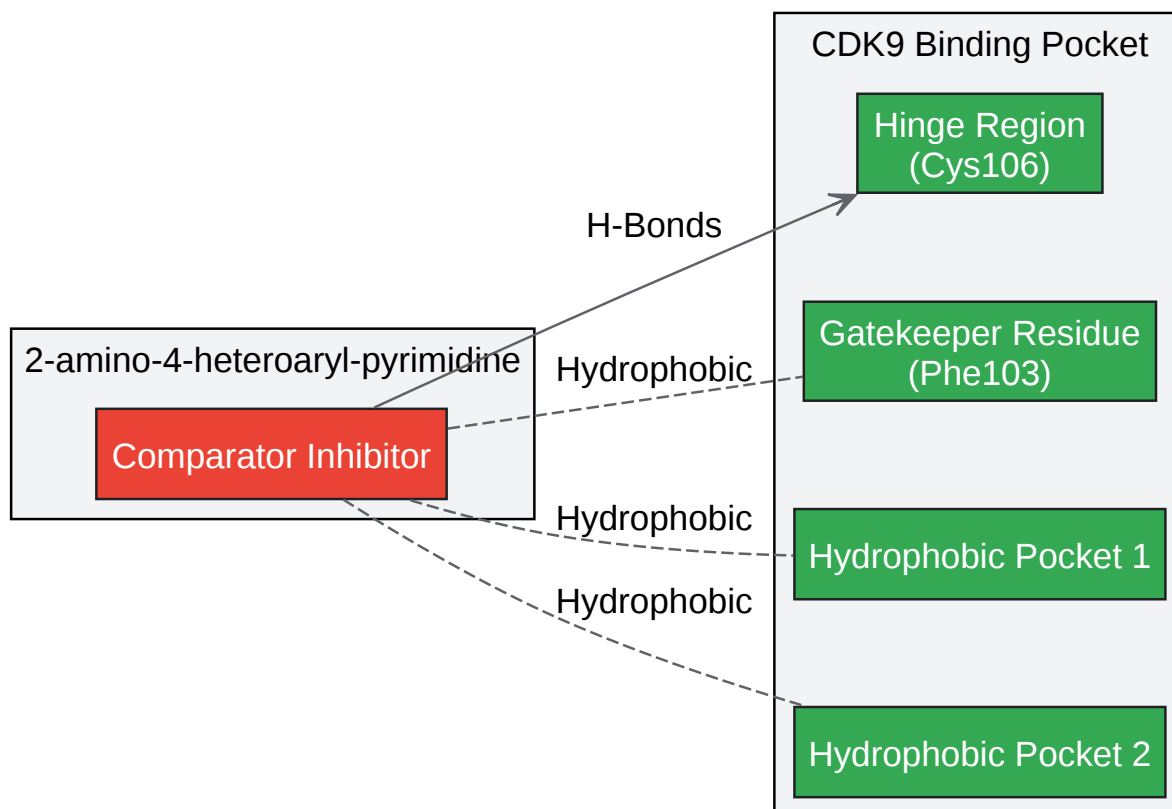 CDK9 Binding Pocket
Hinge Region
(Cys106)
H-Bonds
Gatekeeper Residue
(Phe103)
2-amino-4-heteroaryl-pyrimidine
Hydrophobic
Comparator Inhibitor
Hydrophobic
Hydrophobic Pocket 1
Hydrophobic
Hydrophobic Pocket 2